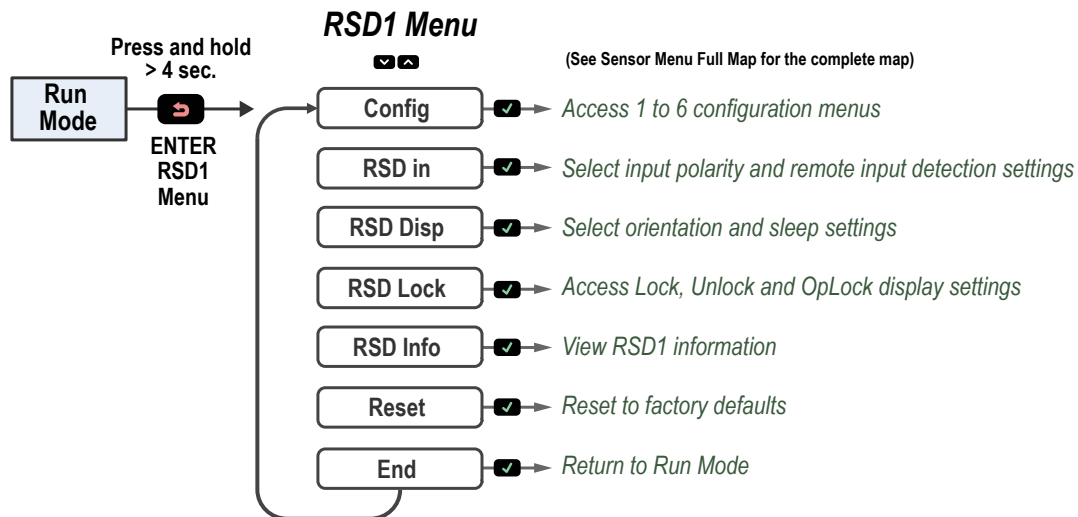 RSD1 Menu
Press and hold
> 4 sec.
(See Sensor Menu Full Map for the complete map)
Run
Mode
ENTER
RSD1
Menu
Config
Access 1 to 6 configuration menus
RSD in
Select input polarity and remote input detection settings
RSD Disp
Select orientation and sleep settings
RSD Lock
Access Lock, Unlock and OpLock display settings
RSD Info
View RSD1 information
Reset
Reset to factory defaults
End
Return to Run Mode